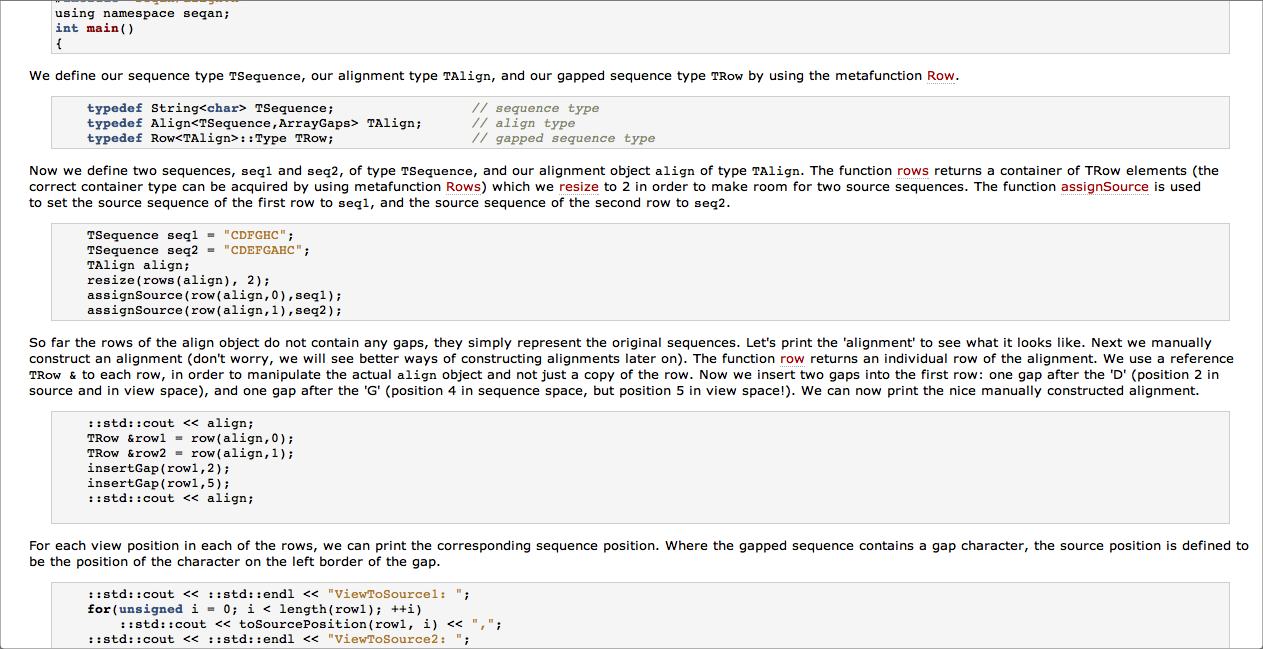 using namespace seqan;
int main()
{
We define our sequence type TSequence, our alignment type TAlign, and our gapped sequence type TRow by using the metafunction Row.
typedef String<char> TSequence; // sequence type
typedef Align<TSequence,ArrayGaps> TAlign; // align type
typedef Row<TAlign>::Type TRow; // gapped sequence type
Now we define two sequences, seq1 and seq2, of type TSequence, and our alignment object align of type TAlign. The function rows returns a container of TRow elements (the
correct container type can be acquired by using metafunction Rows) which we resize to 2 in order to make room for two source sequences. The function assignSource is used
to set the source sequence of the first row to seq1, and the source sequence of the second row to seq2.
TSequence seq1 = "CDFGHC";
TSequence seq2 = "CDEFGAHC";
TAlign align;
resize(rows(align), 2);
assignSource(row(align,0),seq1);
assignSource(row(align,1),seq2);
So far the rows of the align object do not contain any gaps, they simply represent the original sequences. Let's print the 'alignment' to see what it looks like. Next we manually
construct an alignment (don't worry, we will see better ways of constructing alignments later on). The function row returns an individual row of the alignment. We use a reference
TRow & to each row, in order to manipulate the actual align object and not just a copy of the row. Now we insert two gaps into the first row: one gap after the 'D' (position 2 in
source and in view space), and one gap after the 'G' (position 4 in sequence space, but position 5 in view space!). We can now print the nice manually constructed alignment.
::std::cout << align;
TRow &row1 = row(align,0);
TRow &row2 = row(align,1);
insertGap(row1,2);
insertGap(row1,5);
::std::cout << align;
For each view position in each of the rows, we can print the corresponding sequence position. Where the gapped sequence contains a gap character, the source position is defined to
be the position of the character on the left border of the gap.
::std::cout << ::std::endl << "ViewToSource1: ";
for(unsigned i = 0; i < length(row1); ++i)
::std::cout << toSourcePosition(row1, i) << ",";
::std::cout << ::std::endl << "ViewToSource2: ";